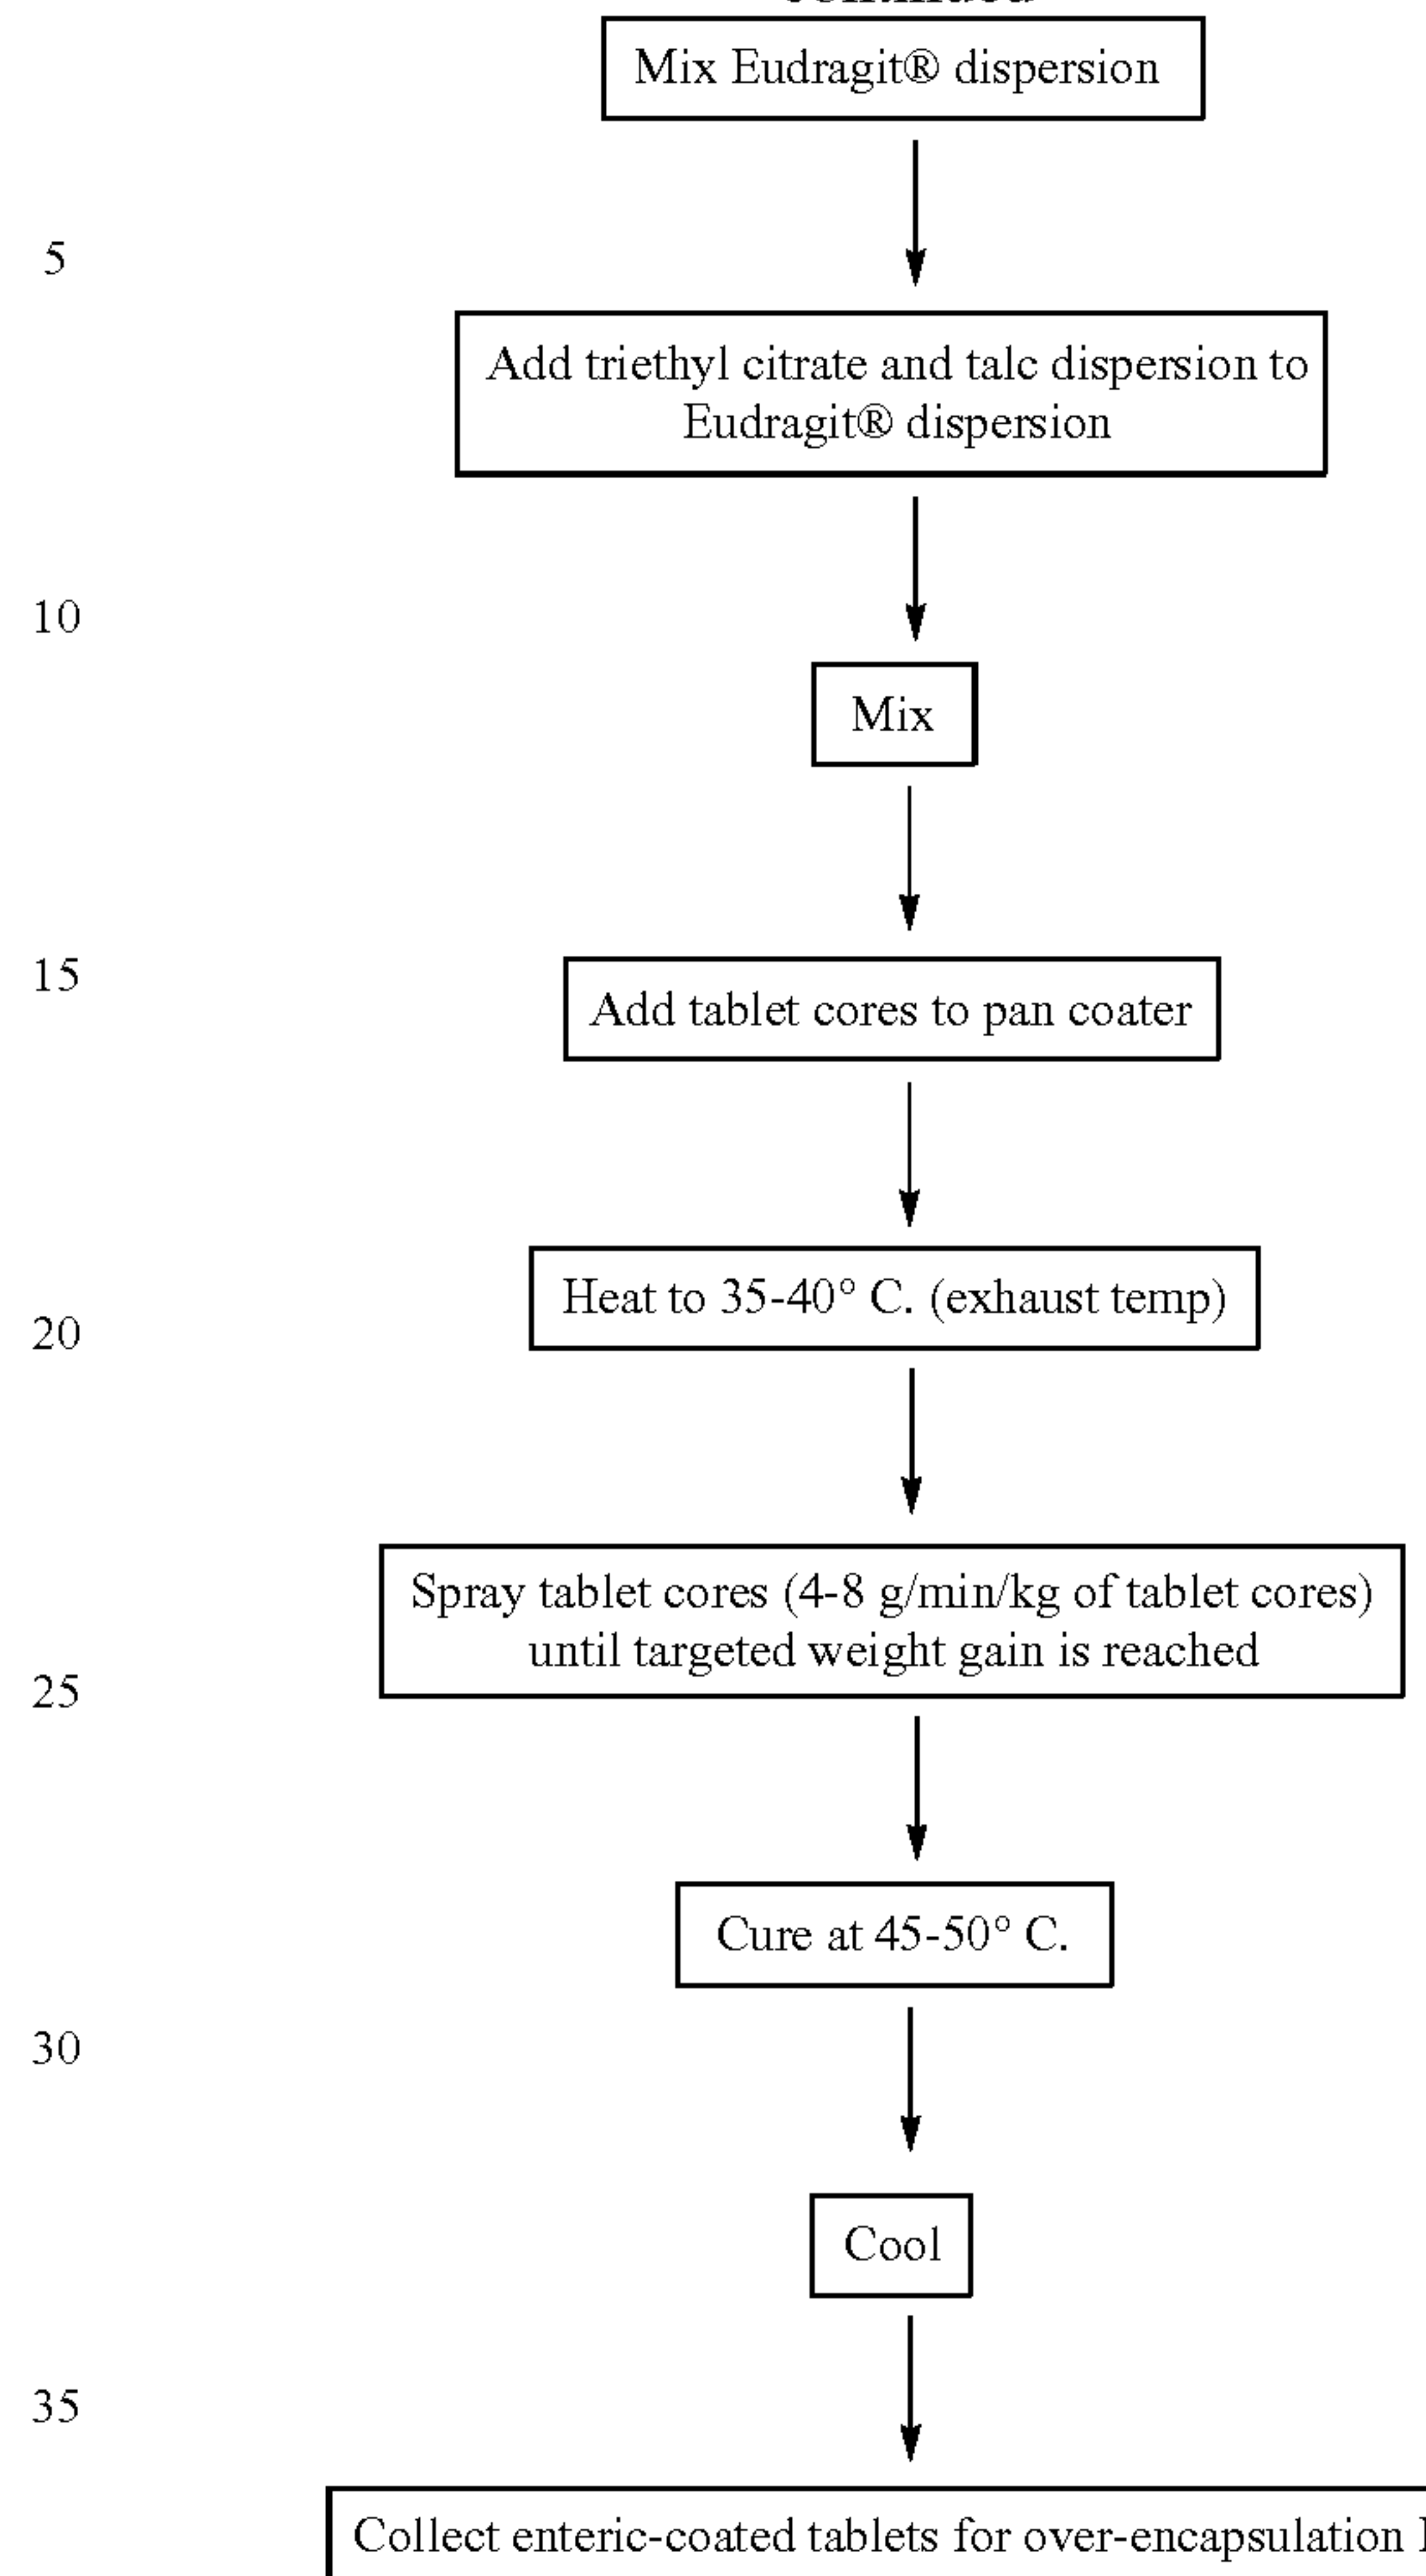 Mix Eudragit® dispersion
5
Add triethyl citrate and talc dispersion to
Eudragit® dispersion
10
Mix
15
Add tablet cores to pan coater
Heat to 35-40° C. (exhaust temp)
20
Spray tablet cores (4-8 g/min/kg of tablet cores)
until targeted weight gain is reached
25
Cure at 45-50° C.
30
Cool
35
Collect enteric-coated tablets for over-encapsulation